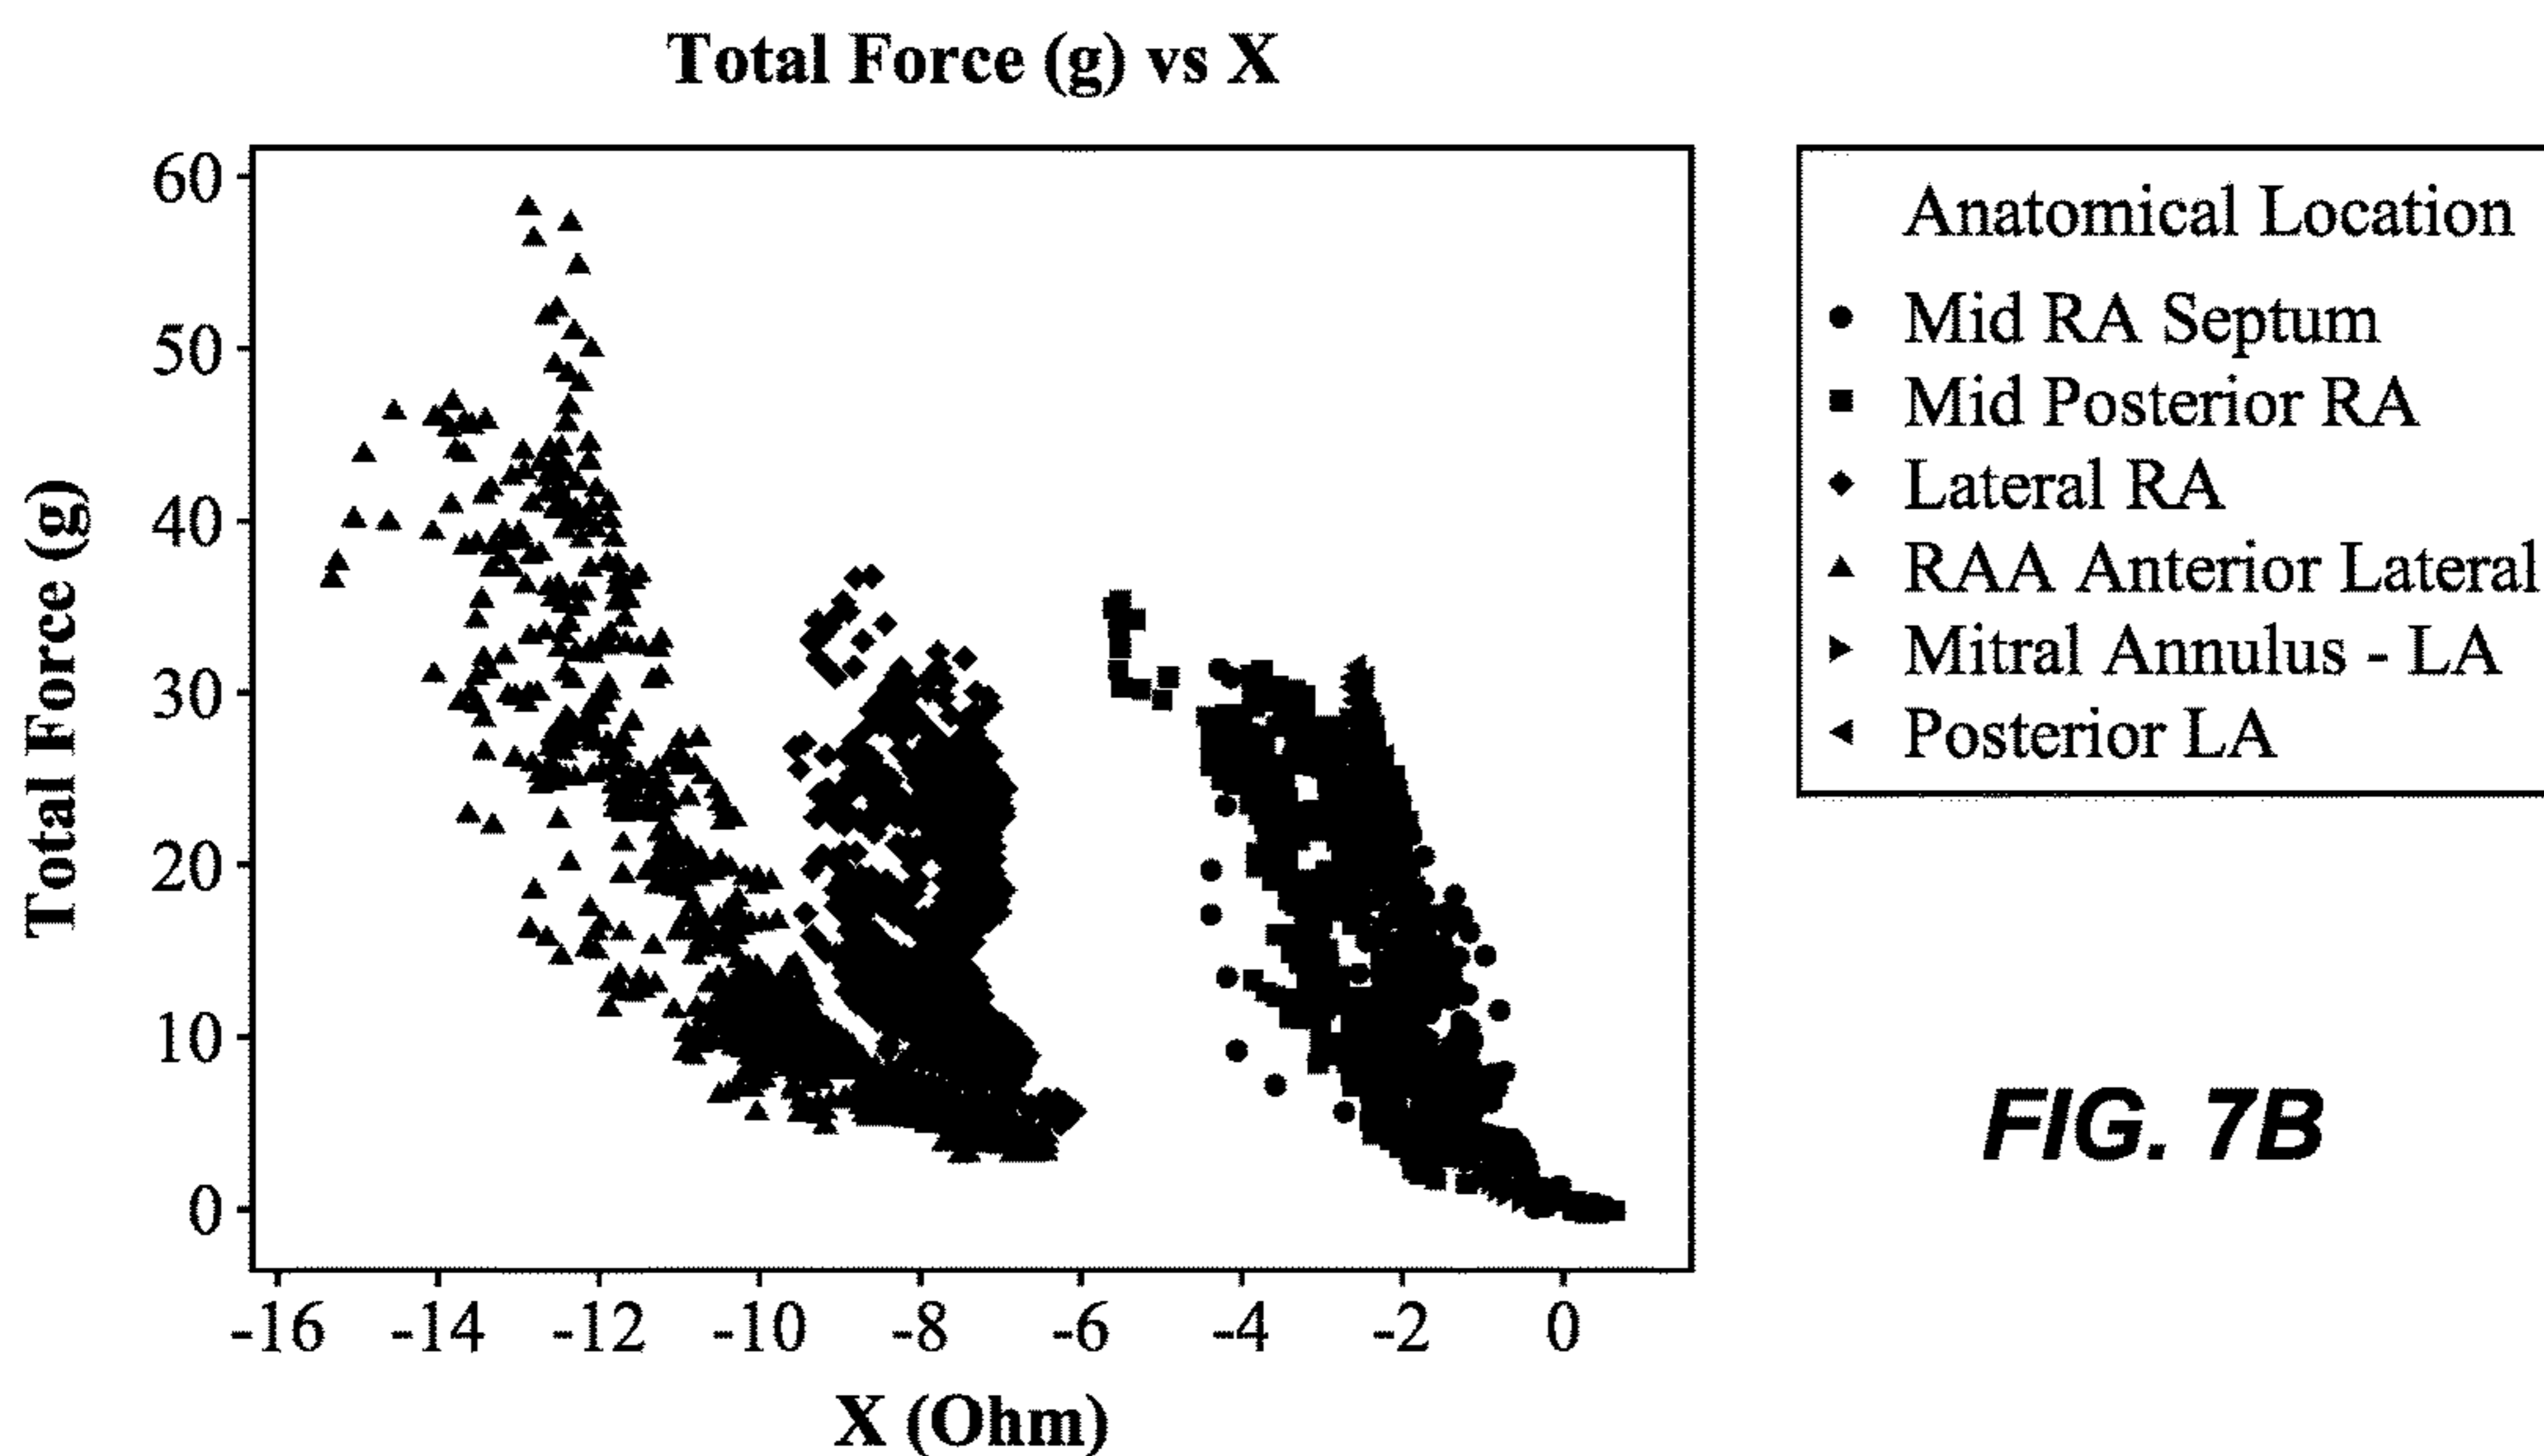 Total Force (g) vs X
Total Force (g)
60
50
40
30
20
10
0
-16 -14 -12 -10 -8 -6 -4 -2 0
X (Ohm)
Anatomical Location
Mid RA Septum
Mid Posterior RA
Lateral RA
RAA Anterior Lateral
Mitral Annulus - LA
Posterior LA
FIG. 7B